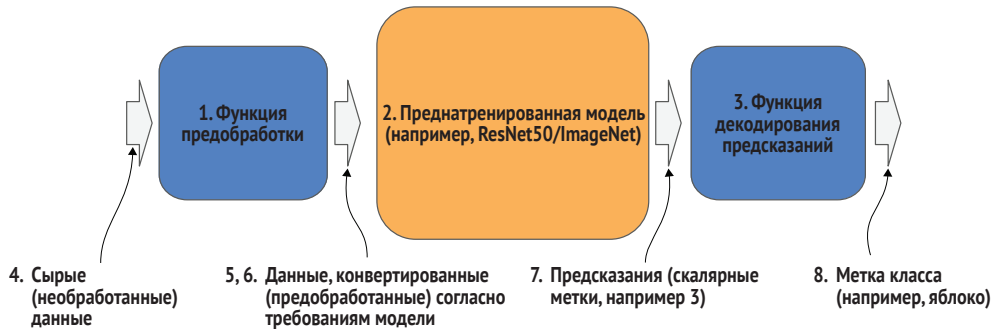 1. Функция
предобработки
2. Преднатренированная модель
(например, ResNet50/ImageNet)
3. Функция
декодирования
предсказаний
4. Сырые
(необработанные)
данные
5, 6. Данные, конвертированные
(предобработанные) согласно
требованиям модели
7. Предсказания (скалярные
метки, например 3)
8. Метка класса
(например, яблоко)